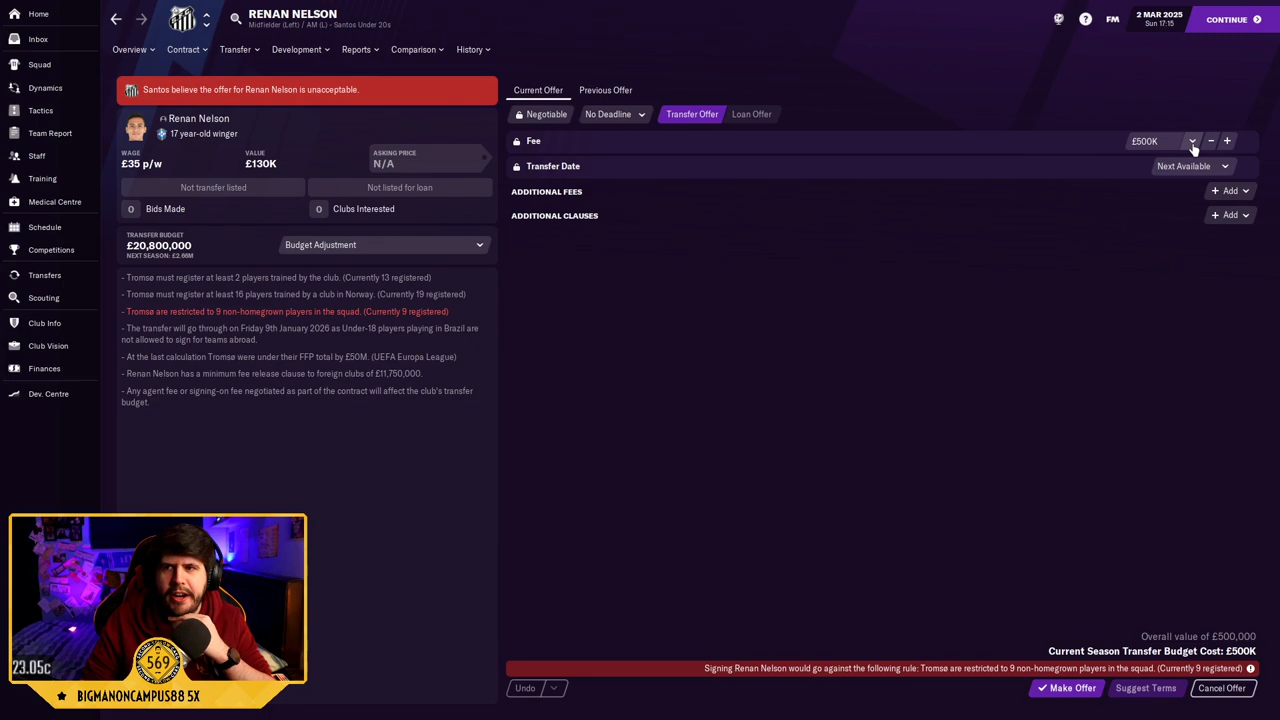 Home
Inbox
Squad
Dynamics
Tactics
Team Report
Staff
Training
Medical Centre
Schedule
Competitions
Transfers
Scouting
Club Info
Club Vision
Finances
Dev. Centre
RENAN NELSON
Midfielder (Left) / AM (L) - Santos Under 20s
FM
2 MAR 2025
Sun 17:15
CONTINUE
Overview
Contract
Transfer
Development
Reports
Comparison
History
Santos believe the offer for Renan Nelson is unacceptable.
Renan Nelson
17 year-old winger
WAGE
£35 p/w
VALUE
£130K
ASKING PRICE
N/A
Not transfer listed
Not listed for loan
0 Bids Made
0 Clubs Interested
TRANSFER BUDGET
£20,800,000
NEXT SEASON: £2.66M
Budget Adjustment
- Tromsø must register at least 2 players trained by the club. (Currently 13 registered)
- Tromsø must register at least 16 players trained by a club in Norway. (Currently 19 registered)
- Tromsø are restricted to 9 non-homegrown players in the squad. (Currently 9 registered)
- The transfer will go through on Friday 9th January 2026 as Under-18 players playing in Brazil are
not allowed to sign for teams abroad.
- At the last calculation Tromsø were under their FFP total by £50M. (UEFA Europa League)
- Renan Nelson has a minimum fee release clause to foreign clubs of £11,750,000.
- Any agent fee or signing-on fee negotiated as part of the contract will affect the club's transfer
budget.
Current Offer
Previous Offer
Negotiable
No Deadline
Transfer Offer
Loan Offer
Fee
£500K
Transfer Date
Next Available
ADDITIONAL FEES
+ Add
ADDITIONAL CLAUSES
+ Add
Overall value of £500,000
Current Season Transfer Budget Cost: £500K
Signing Renan Nelson would go against the following rule: Tromsø are restricted to 9 non-homegrown players in the squad. (Currently 9 registered)
Undo
Make Offer
Suggest Terms
Cancel Offer
23.05c
569
BIGMANONCAMPUS88 5X